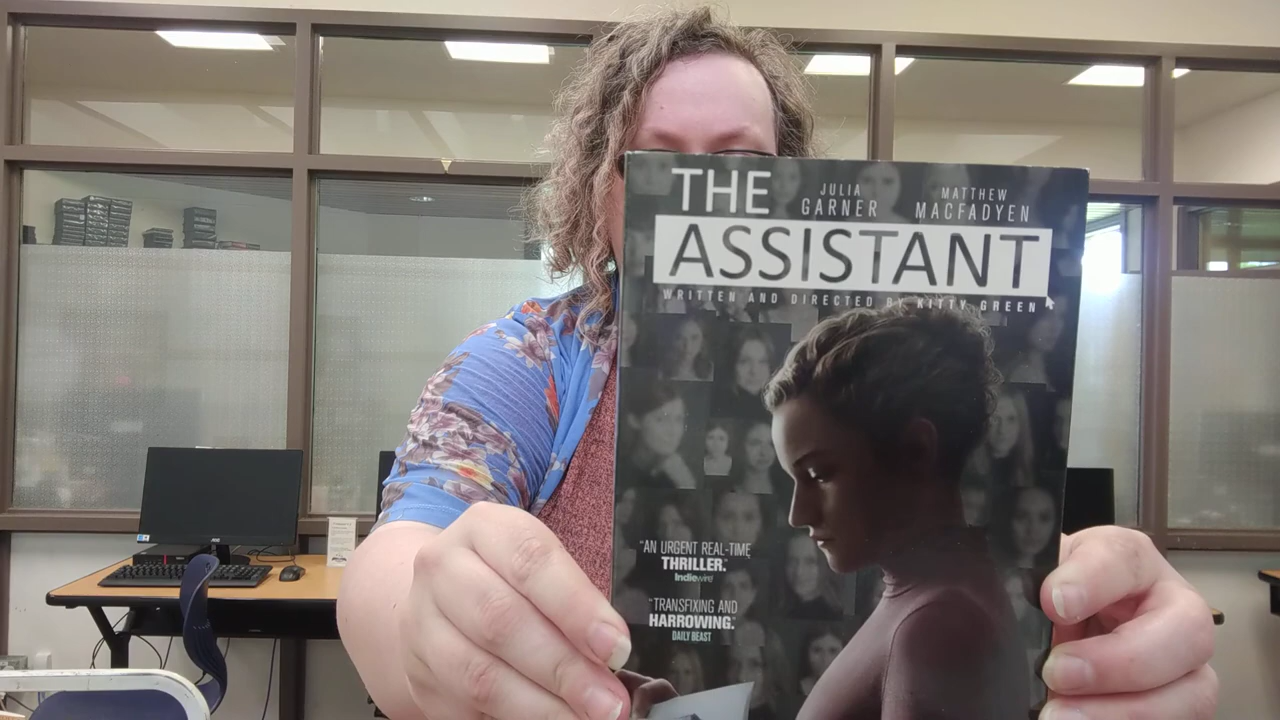 THE
JULIA
GARNER
MATTHEW
MACFADYEN
ASSISTANT
WRITTEN AND DIRECTED BY KITTY GREEN
"AN URGENT REAL-TIME
THRILLER."
IndieWire
"TRANSFIXING AND
HARROWING."
DAILY BEAST